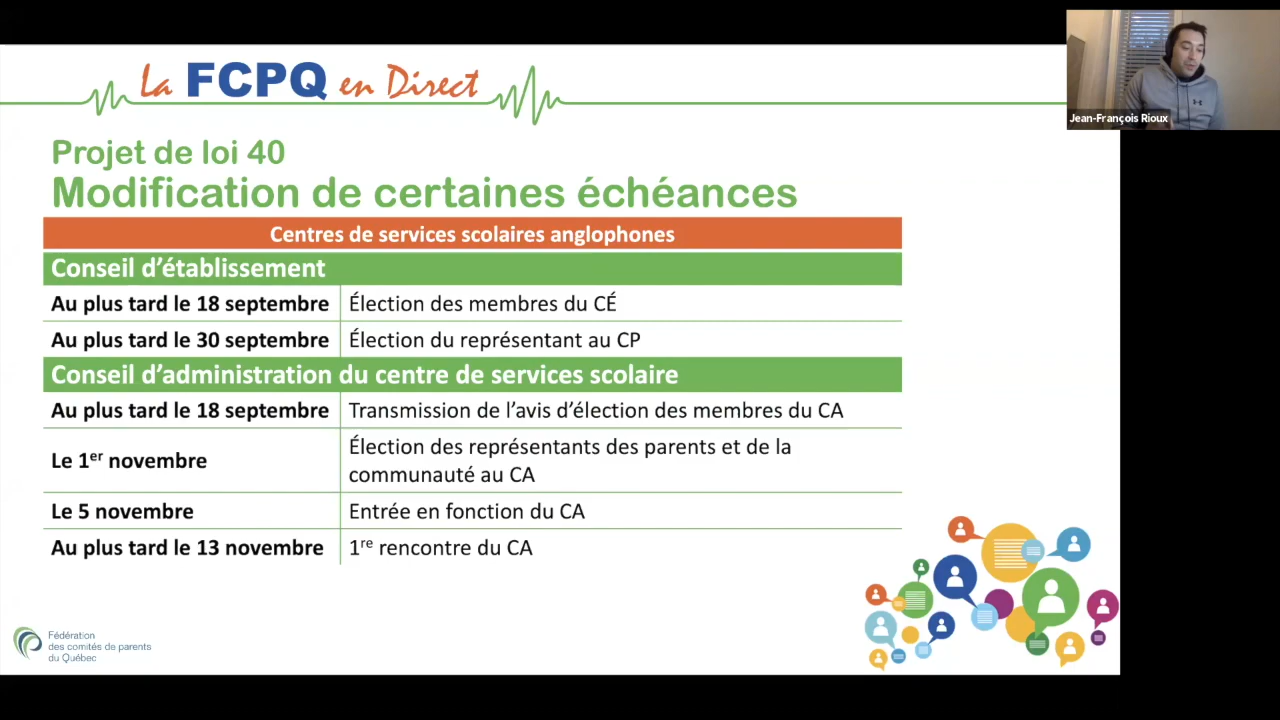 La FCPQ en Direct
Jean-François Rioux
Projet de loi 40
Modification de certaines échéances
Centres de services scolaires anglophones
Conseil d'établissement
Au plus tard le 18 septembre Élection des membres du CÉ
Au plus tard le 30 septembre Élection du représentant au CP
Conseil d'administration du centre de services scolaire
Au plus tard le 18 septembre Transmission de l'avis d'élection des membres du CA
Le 1er novembre Élection des représentants des parents et de la
communauté au CA
Le 5 novembre Entrée en fonction du CA
Au plus tard le 13 novembre 1re rencontre du CA
Fédération
des comités de parents
du Québec